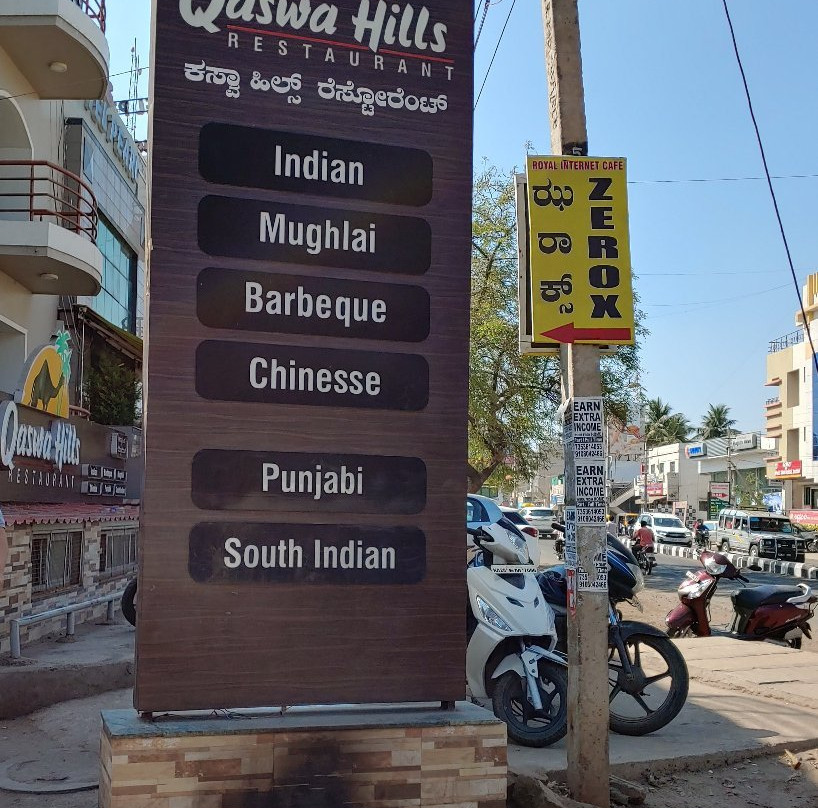 Qaswa Hills
RESTAURANT
ಕಸ್ವಾ ಹಿಲ್ಸ್ ರೆಸ್ಟೋರೆಂಟ್
Indian
Mughlai
Barbeque
Chinesse
Punjabi
South Indian
Qaswa Hills
RESTAURANT
ROYAL INTERNET CAFE
ಝ
ರಾ
ಕ್ಸ್
ZEROX
EARN
EXTRA
INCOME
EARN
EXTRA
INCOME